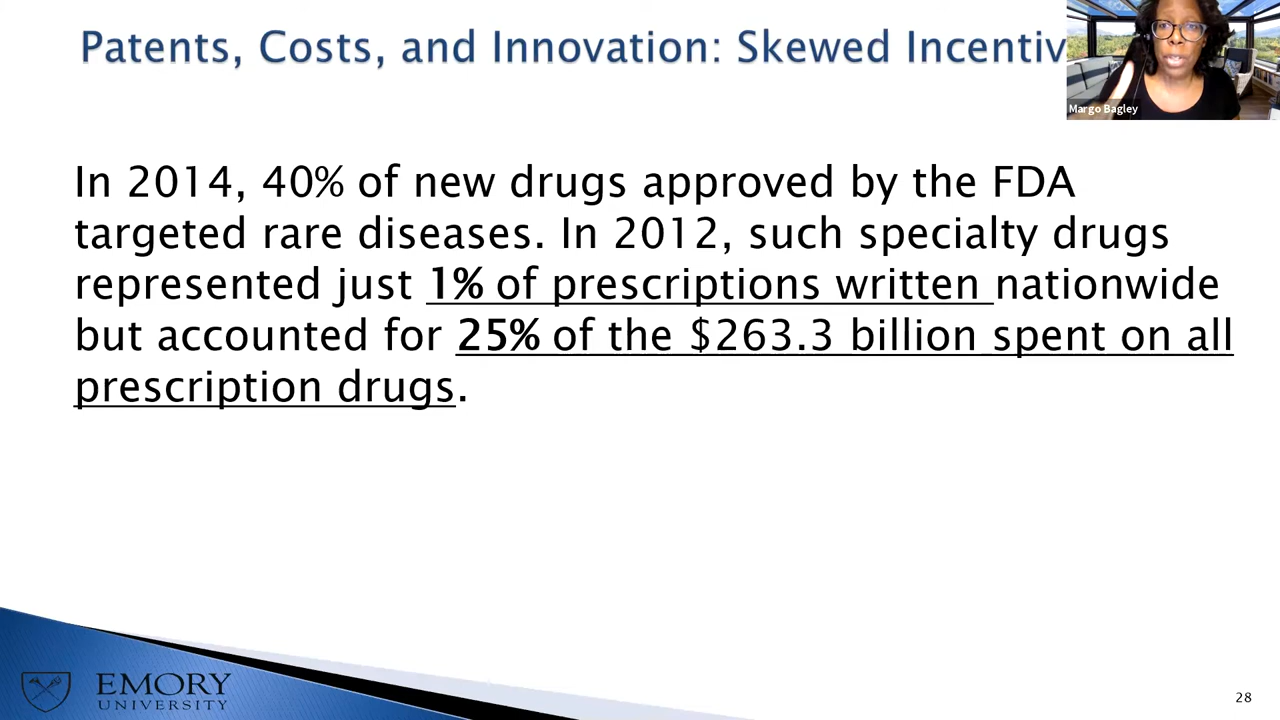 Patents, Costs, and Innovation: Skewed Incentiv
Margo Bagley
In 2014, 40% of new drugs approved by the FDA
targeted rare diseases. In 2012, such specialty drugs
represented just 1% of prescriptions written nationwide
but accounted for 25% of the $263.3 billion spent on all
prescription drugs.
EMORY
UNIVERSITY
28